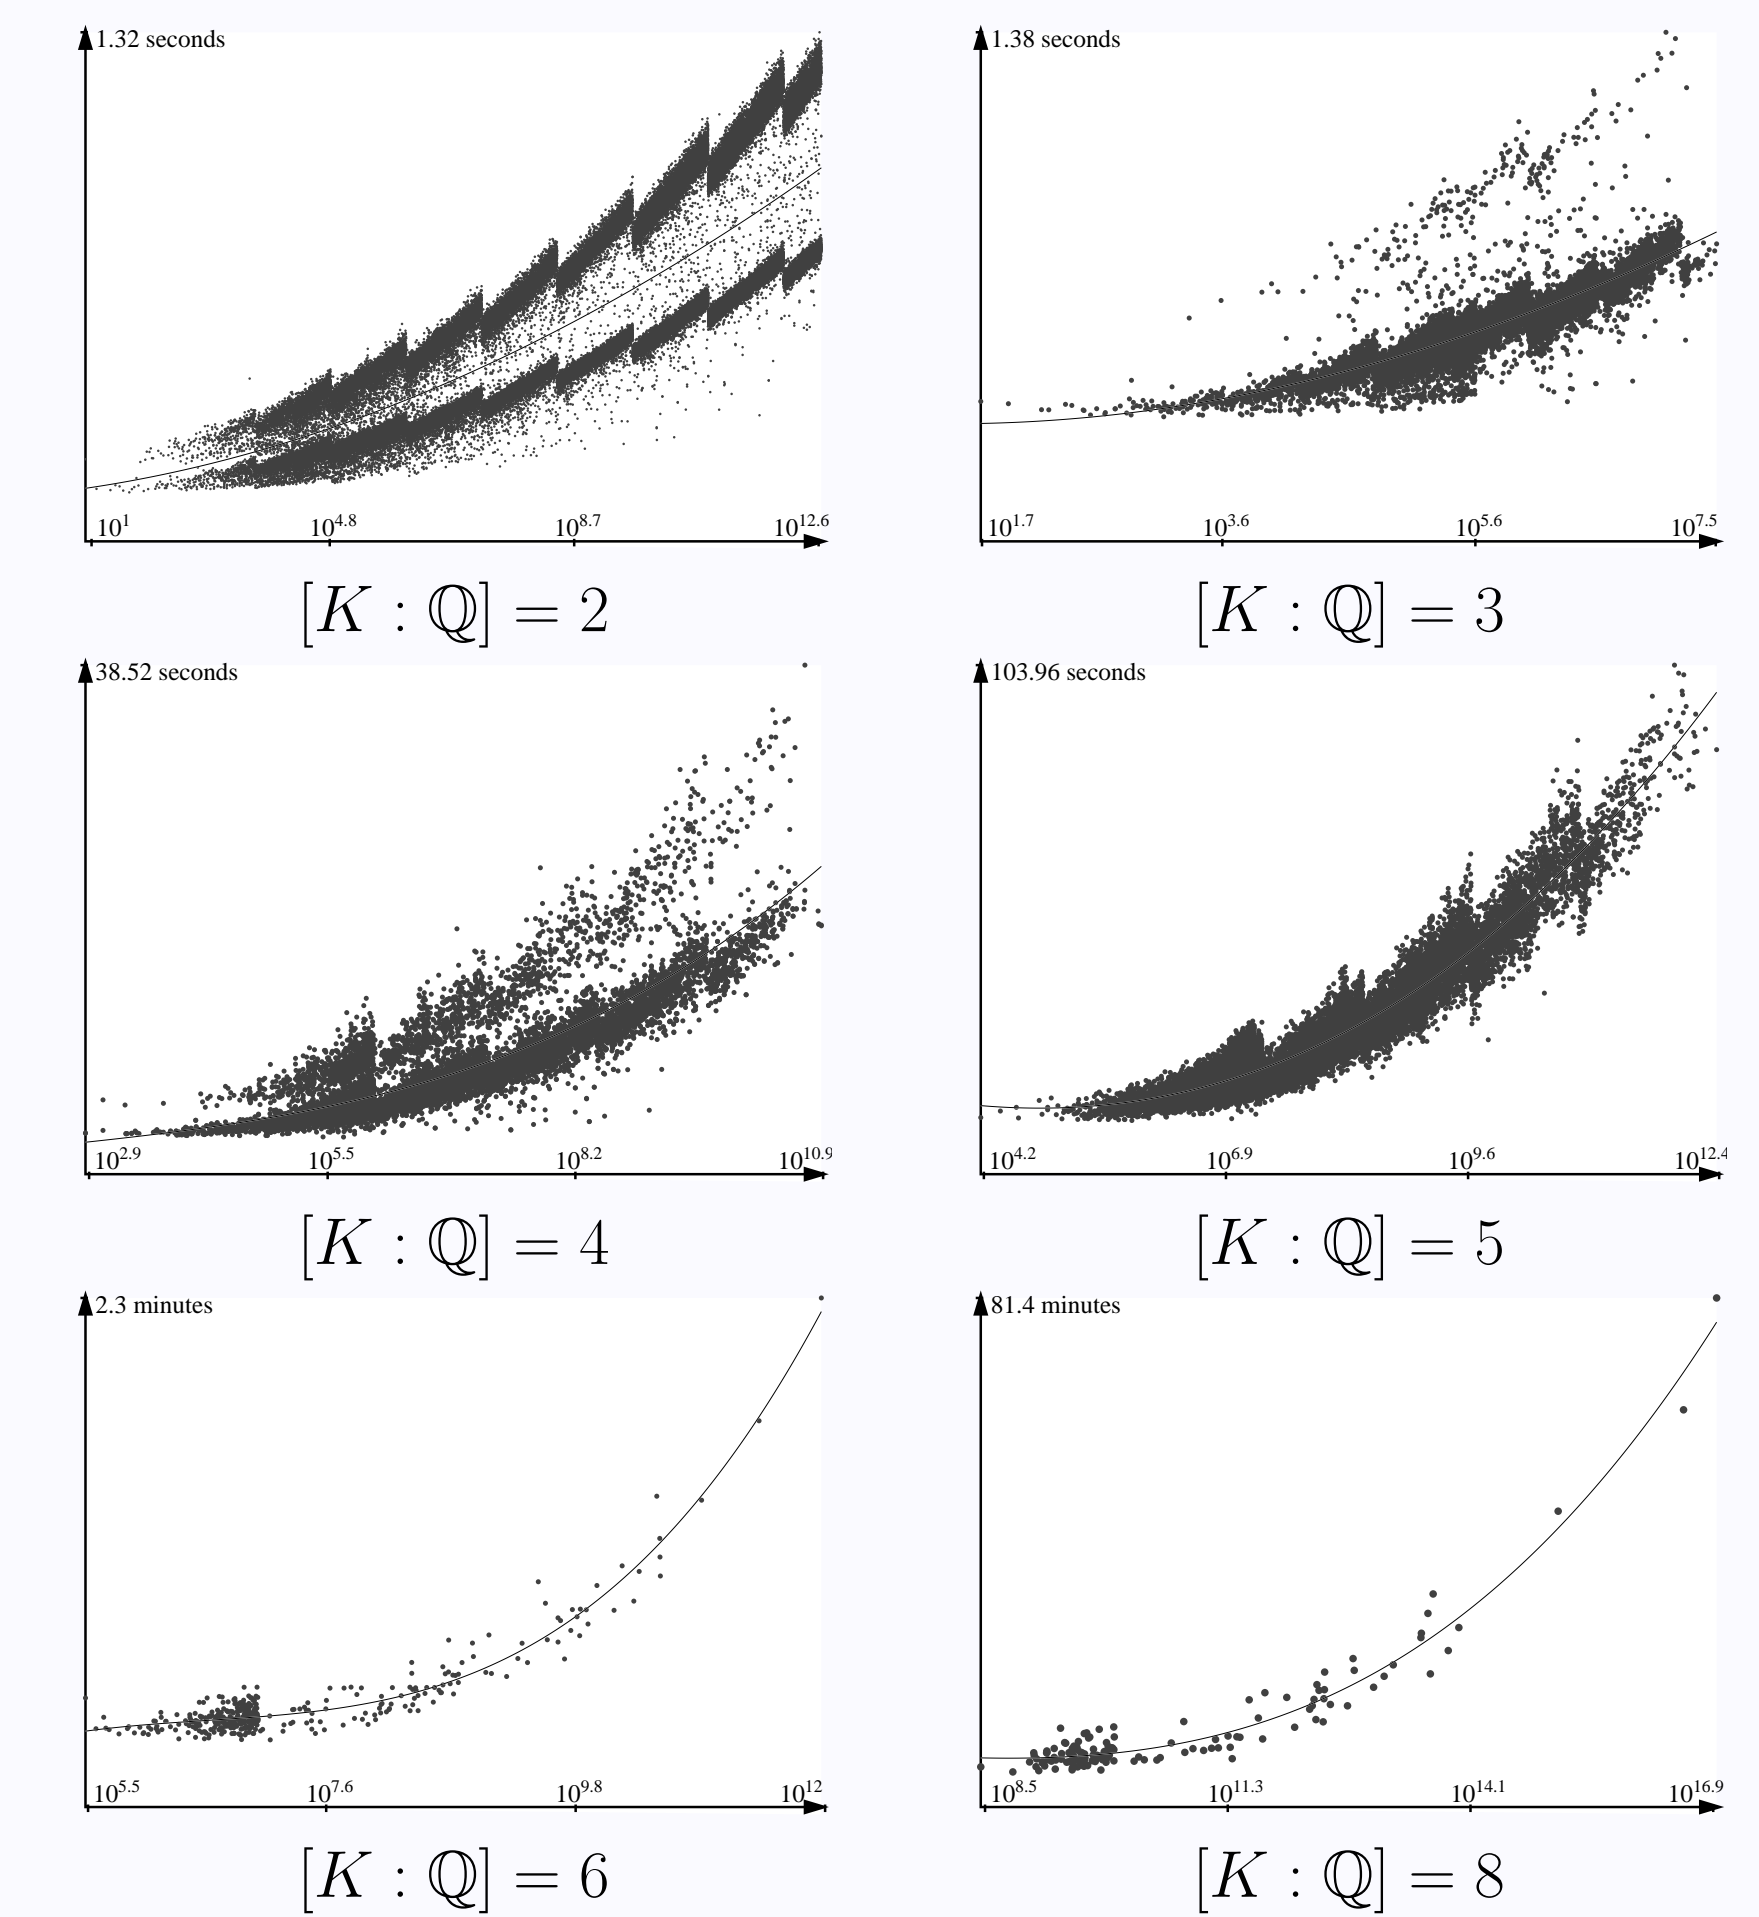 1.32 seconds
10^1 10^4.8 10^8.7 10^12.6
[K : ℚ] = 2
1.38 seconds
10^1.7 10^3.6 10^5.6 10^7.5
[K : ℚ] = 3
38.52 seconds
10^2.9 10^5.5 10^8.2 10^10.9
[K : ℚ] = 4
103.96 seconds
10^4.2 10^6.9 10^9.6 10^12.4
[K : ℚ] = 5
2.3 minutes
10^5.5 10^7.6 10^9.8 10^12
[K : ℚ] = 6
81.4 minutes
10^8.5 10^11.3 10^14.1 10^16.9
[K : ℚ] = 8